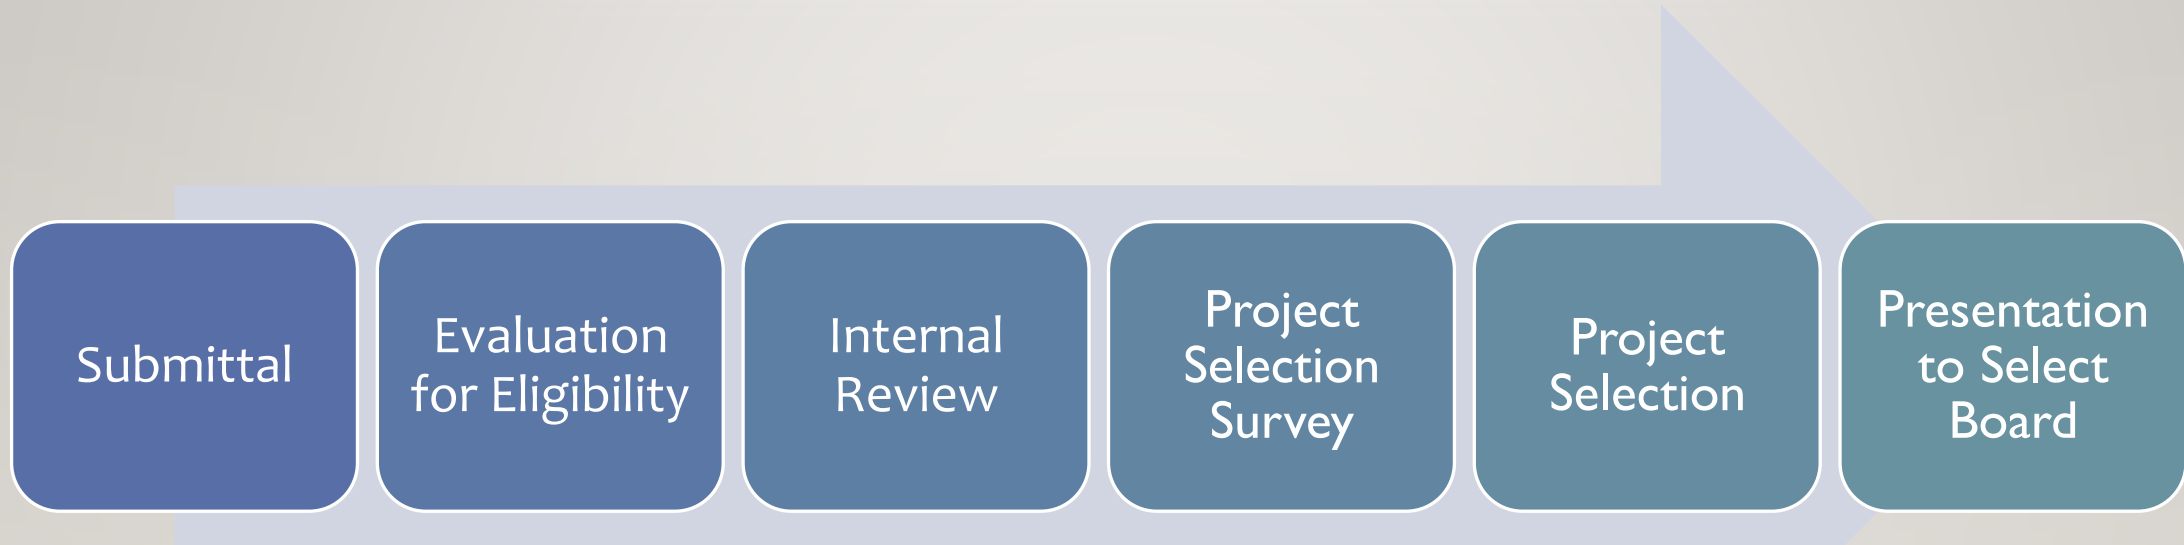 Submittal
Evaluation
for Eligibility
Internal
Review
Project
Selection
Survey
Project
Selection
Presentation
to Select
Board